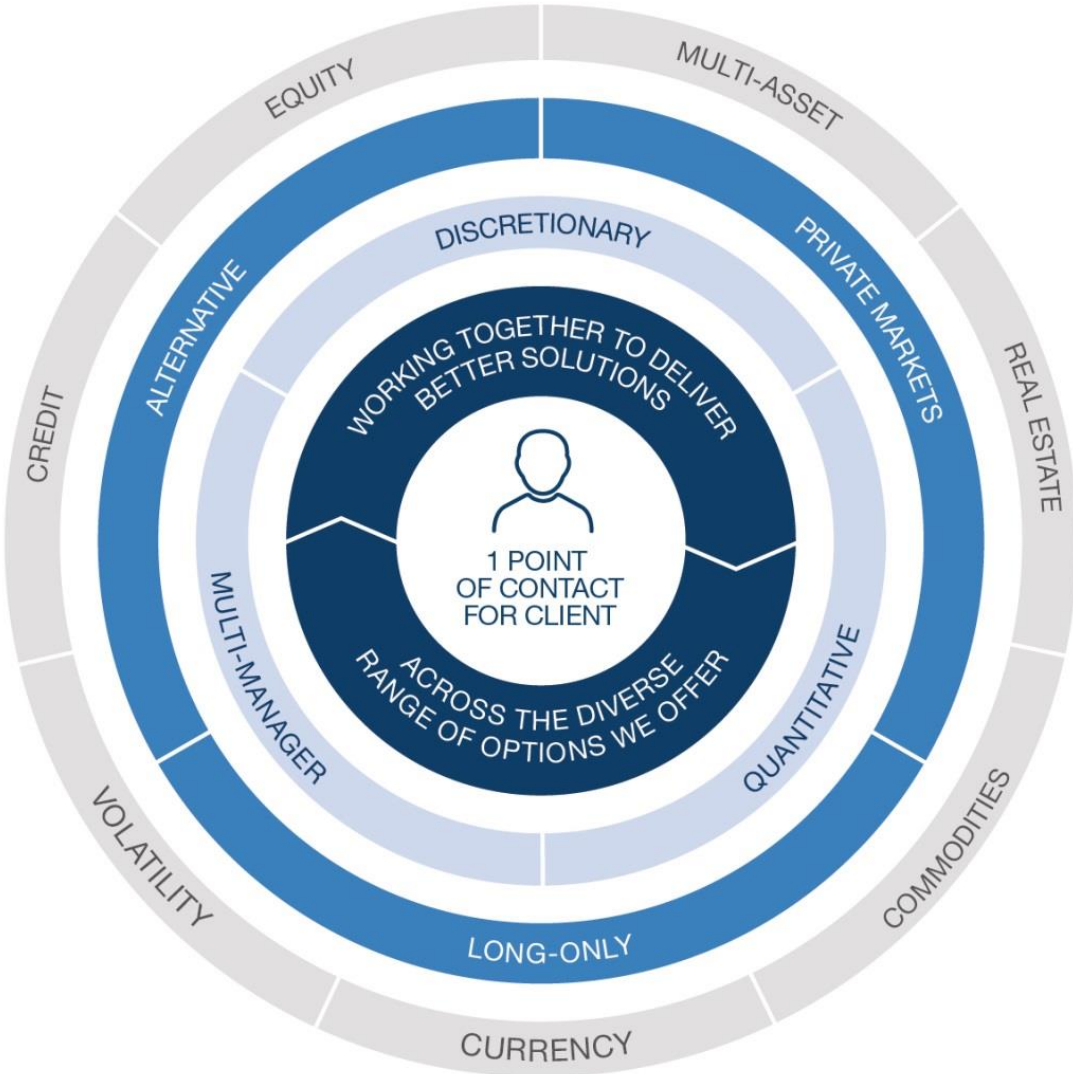 EQUITY
MULTI-ASSET
REAL ESTATE
COMMODITIES
CURRENCY
VOLATILITY
CREDIT
ALTERNATIVE
PRIVATE MARKETS
LONG-ONLY
DISCRETIONARY
QUANTITATIVE
MULTI-MANAGER
WORKING TOGETHER TO DELIVER
BETTER SOLUTIONS
1 POINT
OF CONTACT
FOR CLIENT
ACROSS THE DIVERSE
RANGE OF OPTIONS WE OFFER